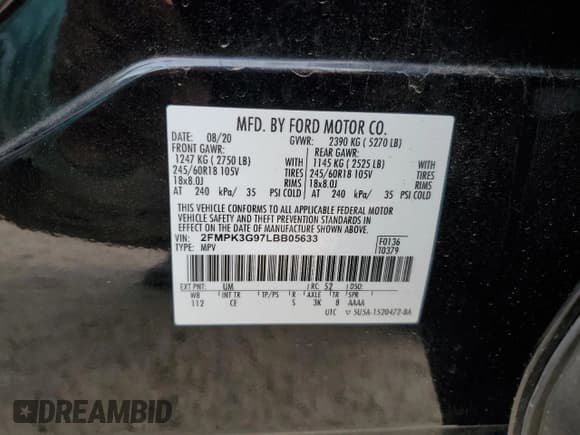 MFD. BY FORD MOTOR CO.
DATE: 08/20 GVWR: 2390 KG ( 5270 LB)
FRONT GAWR: REAR GAWR:
1247 KG ( 2750 LB) WITH 1145 KG ( 2525 LB) WITH
245/60R18 105V TIRES 245/60R18 105V TIRES
18x8.0J RIMS 18x8.0J RIMS
AT 240 kPa/ 35 PSI COLD AT 240 kPa/ 35 PSI COLD
THIS VEHICLE CONFORMS TO ALL APPLICABLE FEDERAL MOTOR
VEHICLE SAFETY AND THEFT PREVENTION STANDARDS IN
EFFECT ON THE DATE OF MANUFACTURE SHOWN ABOVE.
VIN: 2FMPK3G97LBB05633 F0136
TYPE: MPV T0379
EXT PNT: UM RC: 52 DSO:
WB INT TR TP/PS R AXLE TR SPR
112 CE 5 3K 8 AAAA
UTC ▽ 5U5A-1520472-BA
DREAMBID